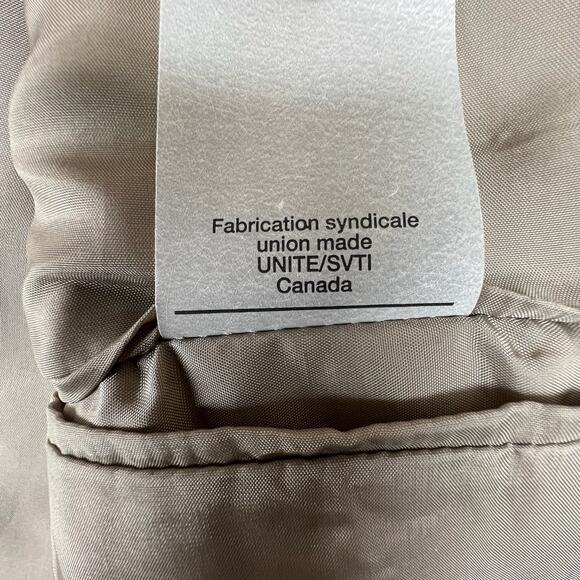 Fabrication syndicale
union made
UNITE/SVTI
Canada